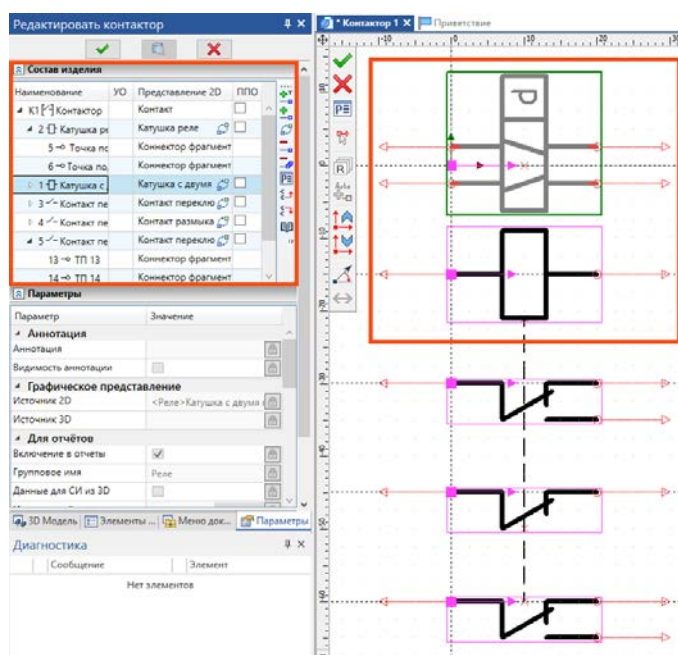 Редактировать контактор
* Контактор 1 Приветствие
Состав изделия
Наименование УО Представление 2D ППО
К1 Контактор Контакт
2 Катушка ре Катушка реле
5 Точка по Коннектор фрагмент
6 Точка по, Коннектор фрагмент
1 Катушка с Катушка с двумя
3 Контакт пе Контакт переклю
4 Контакт ра Контакт размыка
5 Контакт пе Контакт переклю
13 ТП 13 Коннектор фрагмент
14 ТП 14 Коннектор фрагмент
Параметры
Параметр Значение
Аннотация
Аннотация
Видимость аннотации
Графическое представление
Источник 2D <Реле>Катушка с двумя
Источник 3D
Для отчётов
Включение в отчеты
Групповое имя Реле
Данные для СИ из 3D
3D Модель Элементы ... Меню док... Параметры
Диагностика
Сообщение Элемент
Нет элементов
P